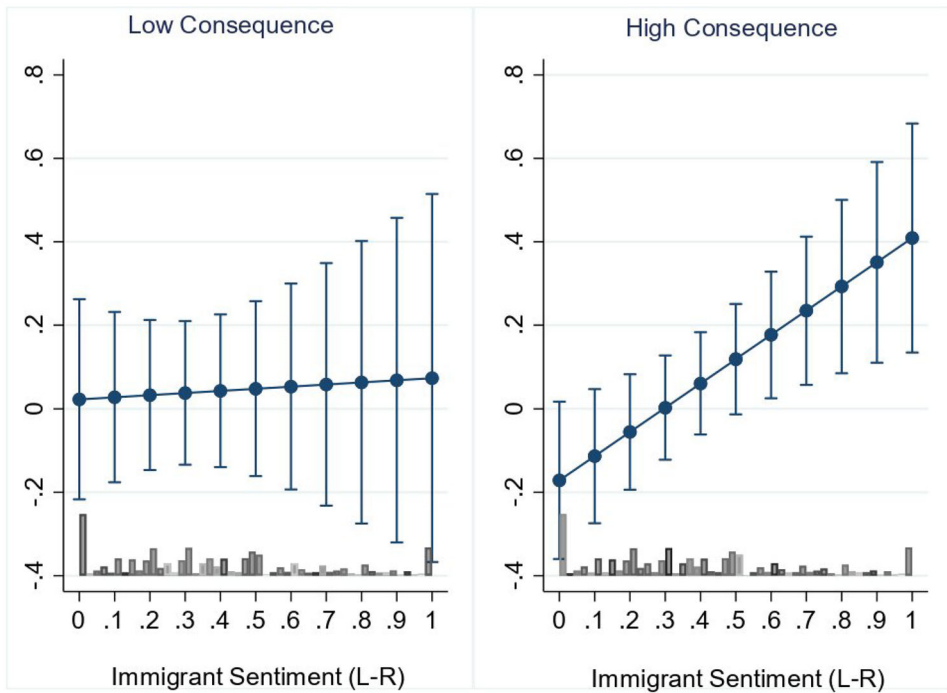 Low Consequence
.8
.6
.4
.2
0
-.2
-.4
0 .1 .2 .3 .4 .5 .6 .7 .8 .9 1
Immigrant Sentiment (L-R)
High Consequence
.8
.6
.4
.2
0
-.2
-.4
0 .1 .2 .3 .4 .5 .6 .7 .8 .9 1
Immigrant Sentiment (L-R)